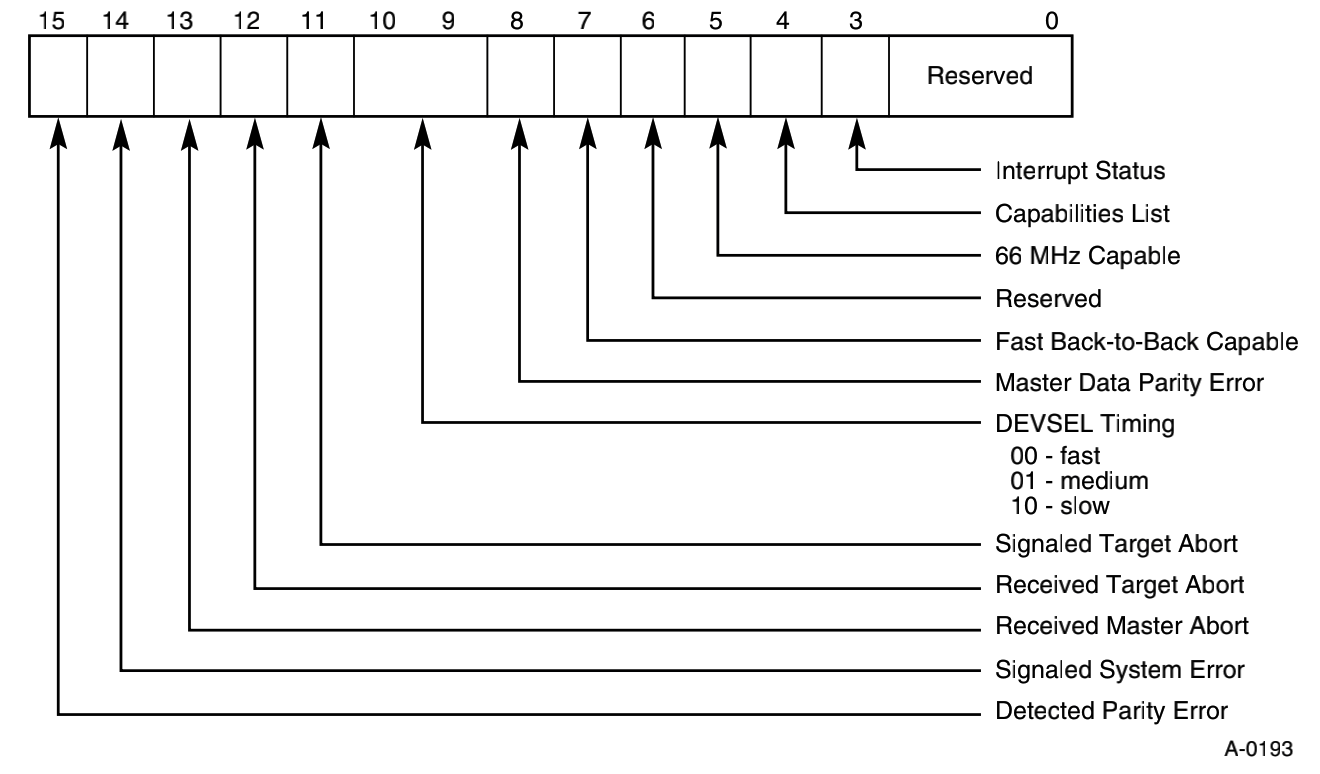 15 14 13 12 11 10 9 8 7 6 5 4 3 0
Reserved
Interrupt Status
Capabilities List
66 MHz Capable
Reserved
Fast Back-to-Back Capable
Master Data Parity Error
DEVSEL Timing
00 - fast
01 - medium
10 - slow
Signaled Target Abort
Received Target Abort
Received Master Abort
Signaled System Error
Detected Parity Error
A-0193